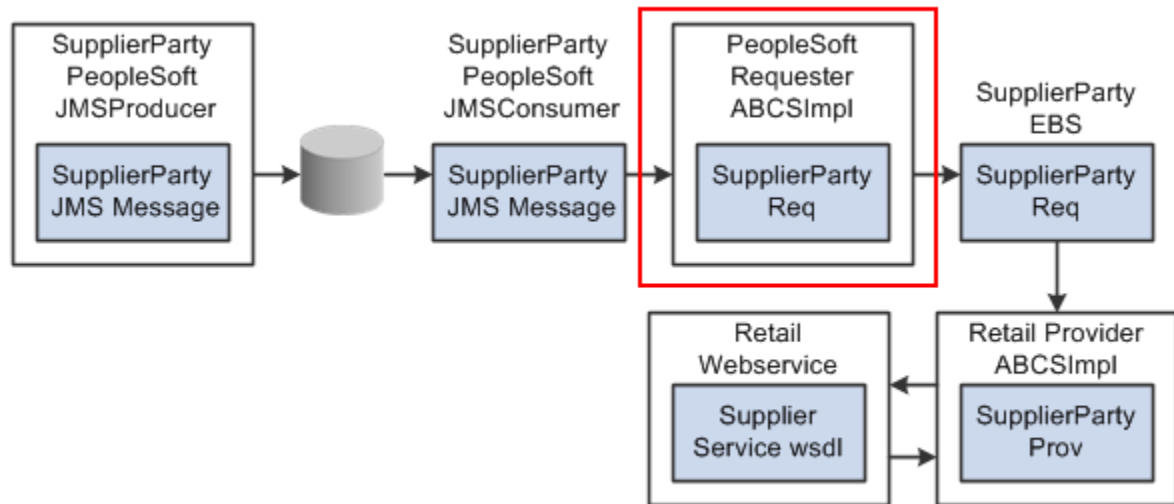 SupplierParty
PeopleSoft
JMSProducer
SupplierParty
JMS Message
SupplierParty
PeopleSoft
JMSConsumer
SupplierParty
JMS Message
PeopleSoft
Requester
ABCSImpl
SupplierParty
Req
SupplierParty
EBS
SupplierParty
Req
Retail
Webservice
Supplier
Service wsdl
Retail Provider
ABCSImpl
SupplierParty
Prov